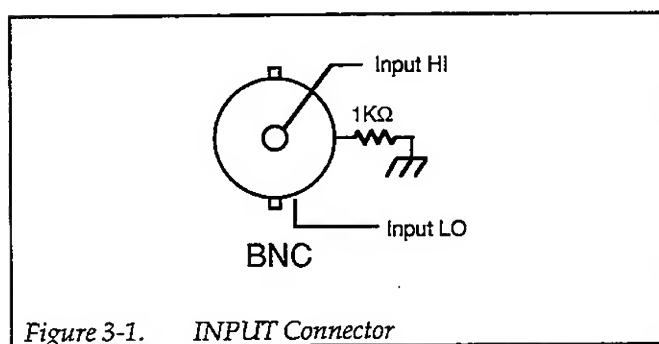 Input HI
1KΩ
Input LO
BNC
Figure 3-1. INPUT Connector